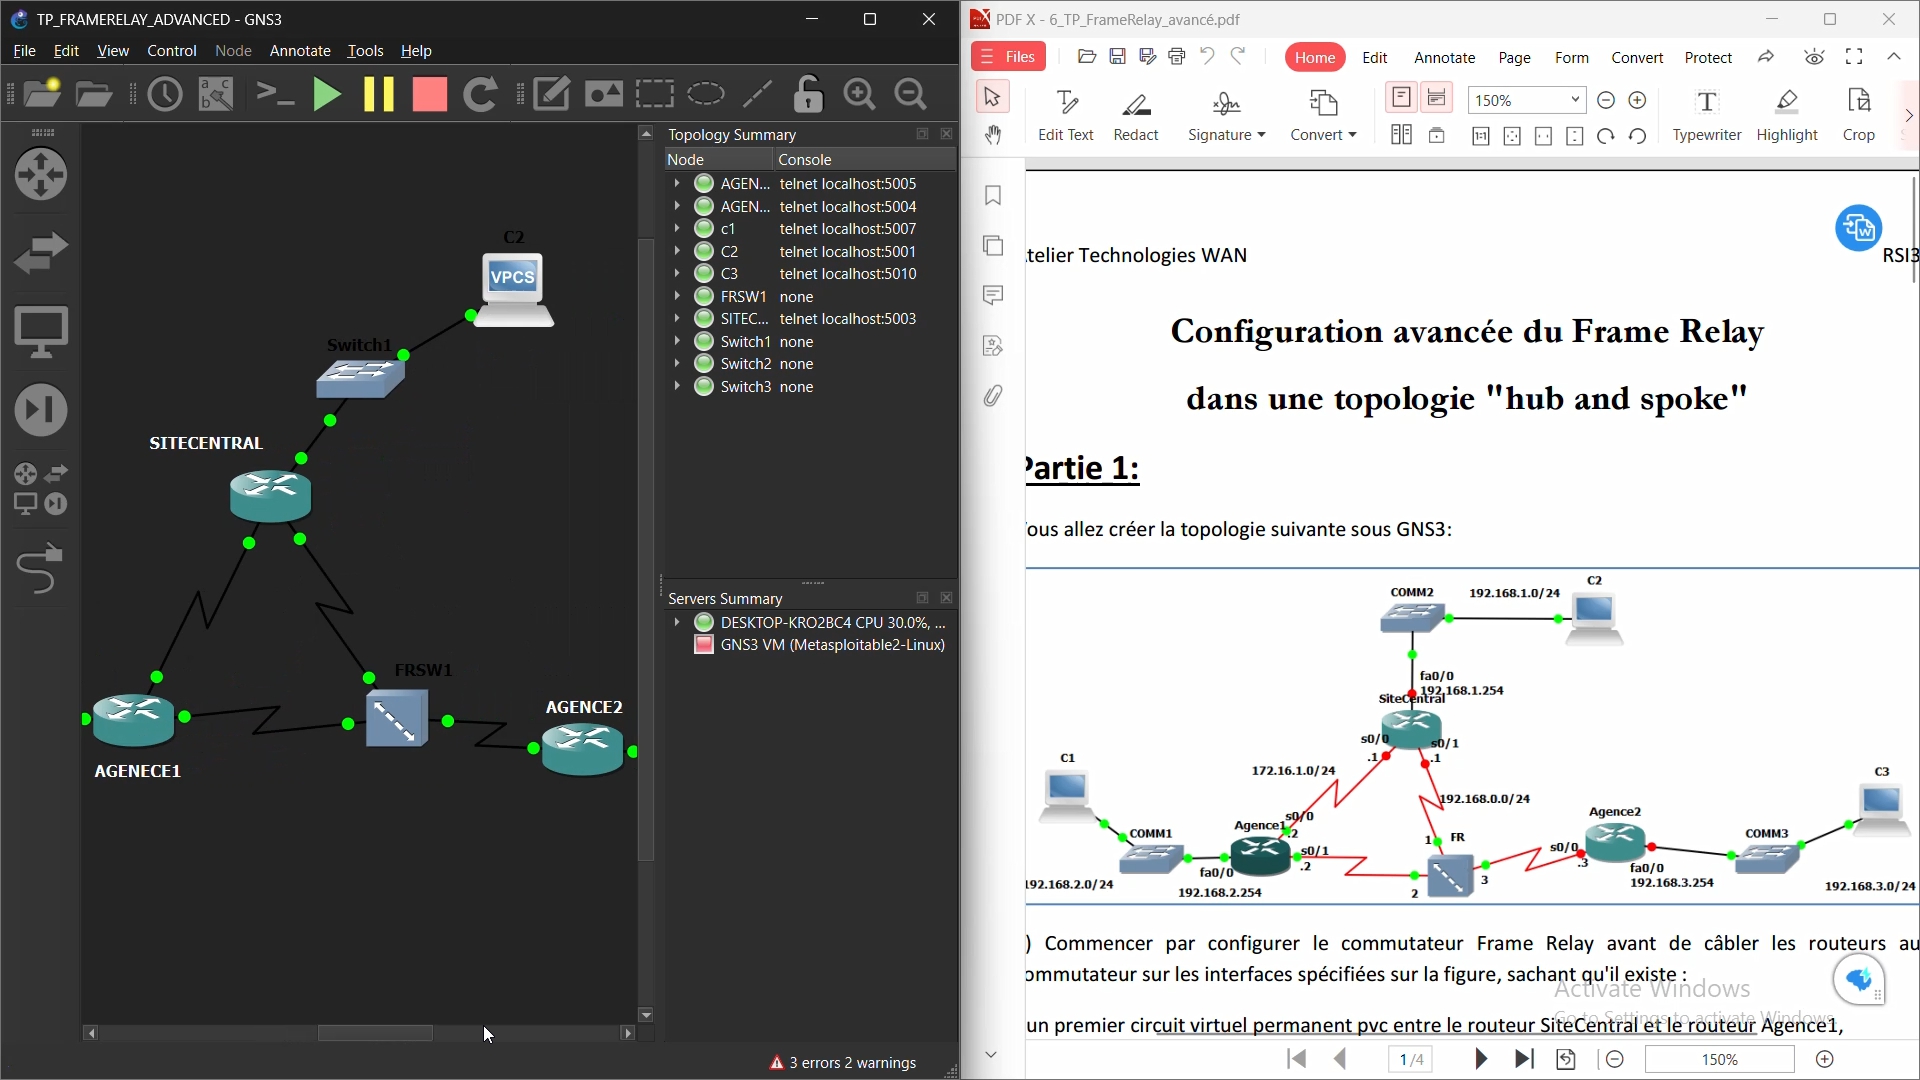 TP_FRAMERELAY_ADVANCED - GNS3
File Edit View Control Node Annotate Tools Help
Topology Summary
Node Console
AGEN... telnet localhost:5005
AGEN... telnet localhost:5004
c1 telnet localhost:5007
C2 telnet localhost:5001
C3 telnet localhost:5010
FRSW1 none
SITEC... telnet localhost:5003
Switch1 none
Switch2 none
Switch3 none
C2
VPCS
Switch1
SITECENTRAL
FRSW1
AGENCE2
AGENECE1
Servers Summary
DESKTOP-KRO2BC4 CPU 30.0%, ...
GNS3 VM (Metasploitable2-Linux)
3 errors 2 warnings
PDF X - 6_TP_FrameRelay_avancé.pdf
Files Home Edit Annotate Page Form Convert Protect
150%
1:1
Edit Text Redact Signature Convert Typewriter Highlight Crop
telier Technologies WAN RSI3
Configuration avancée du Frame Relay
dans une topologie "hub and spoke"
Partie 1:
ous allez créer la topologie suivante sous GNS3:
C2
COMM2 192.168.1.0/24
fa0/0
192.168.1.254
SiteCentral
s0/0 s0/1
.1 .1
C1 172.16.1.0/24 C3
192.168.0.0/24
Agence2
s0/0
Agence1 .2
COMM1 1 FR COMM3
s0/1 s0/0
.2 .3
fa0/0 fa0/0
192.168.2.0/24 192.168.2.254 2 3 192.168.3.254 192.168.3.0/24
) Commencer par configurer le commutateur Frame Relay avant de câbler les routeurs au
ommutateur sur les interfaces spécifiées sur la figure, sachant qu'il existe :
Activate Windows
Go to Settings to activate Windows.
un premier circuit virtuel permanent pvc entre le routeur SiteCentral et le routeur Agence1,
1/4 150%